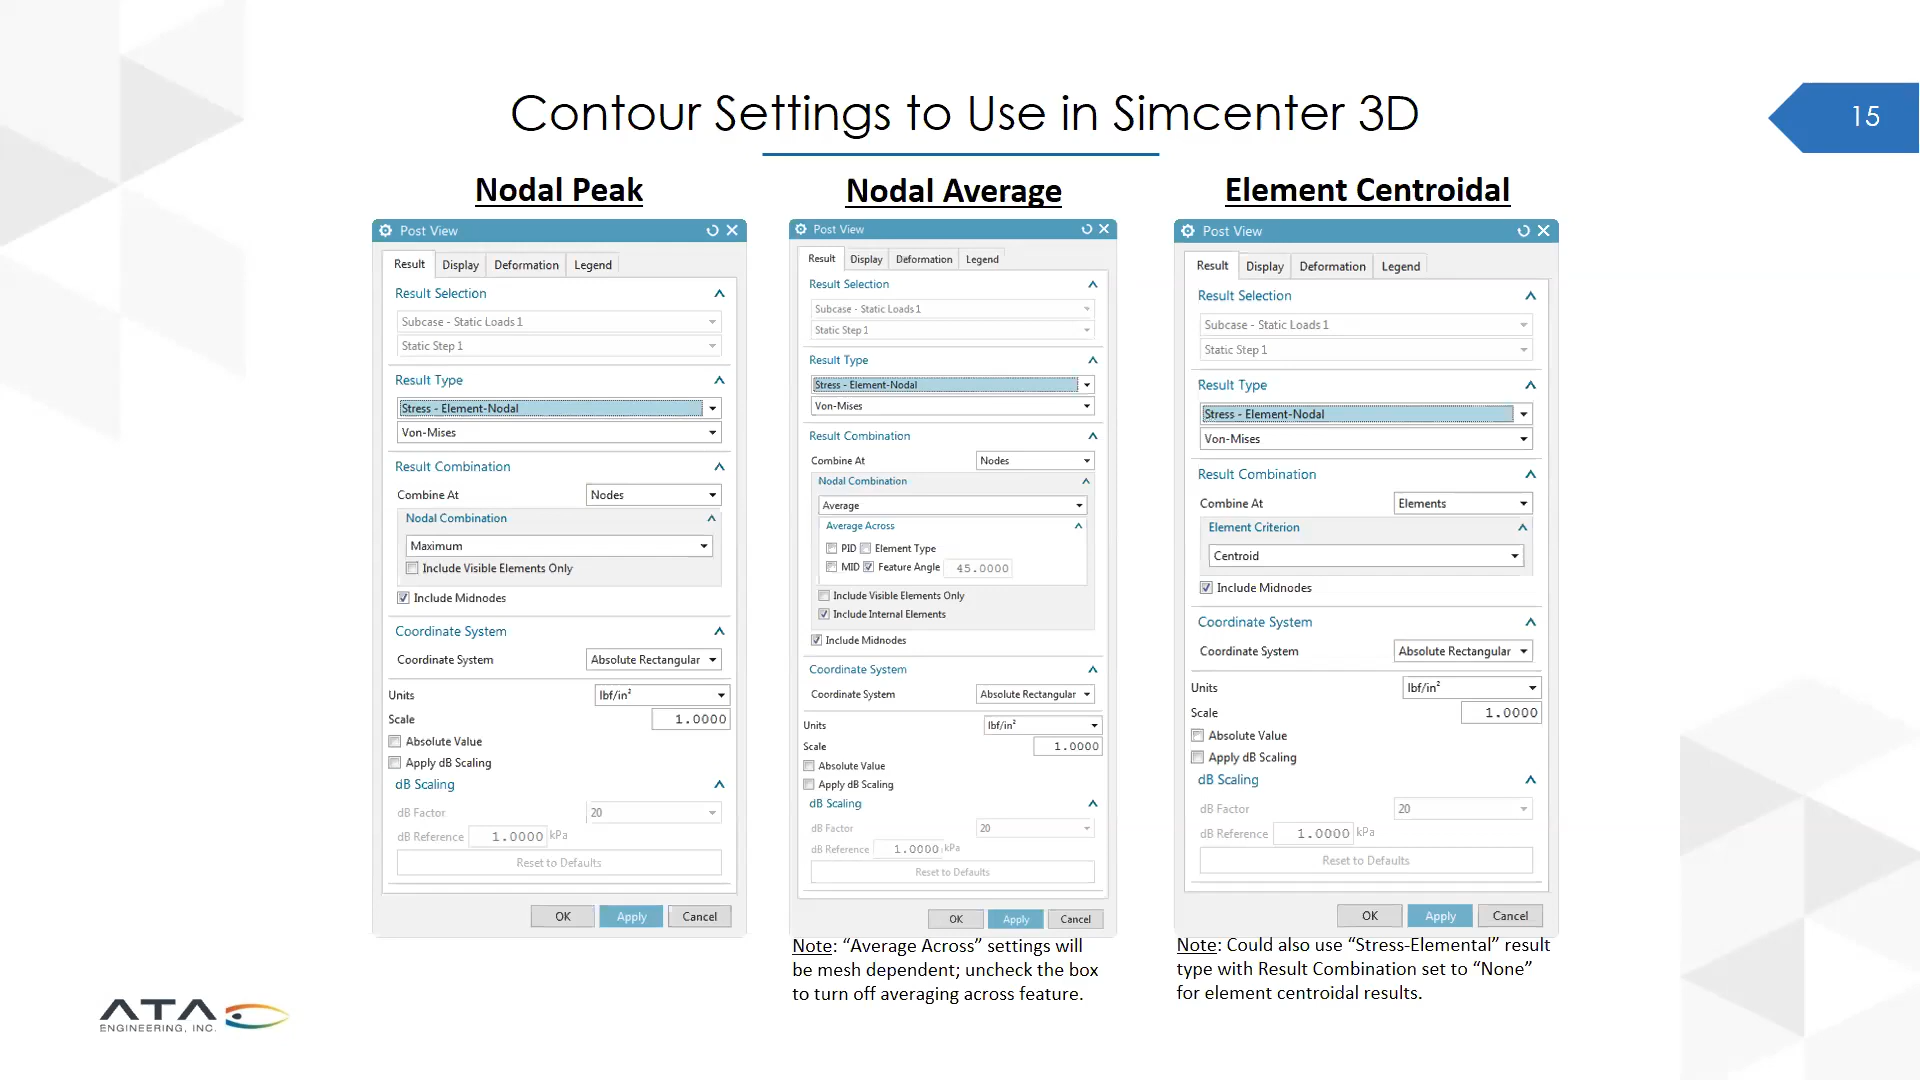 Contour Settings to Use in Simcenter 3D
15
Nodal Peak
Post View
Result Display Deformation Legend
Result Selection
Subcase - Static Loads 1
Static Step 1
Result Type
Stress - Element-Nodal
Von-Mises
Result Combination
Combine At Nodes
Nodal Combination
Maximum
Include Visible Elements Only
Include Midnodes
Coordinate System
Coordinate System Absolute Rectangular
Units lbf/in²
Scale 1.0000
Absolute Value
Apply dB Scaling
dB Scaling
dB Factor 20
dB Reference 1.0000 kPa
Reset to Defaults
OK Apply Cancel
Nodal Average
Post View
Result Display Deformation Legend
Result Selection
Subcase - Static Loads 1
Static Step 1
Result Type
Stress - Element-Nodal
Von-Mises
Result Combination
Combine At Nodes
Nodal Combination
Average
Average Across
PID Element Type
MID Feature Angle 45.0000
Include Visible Elements Only
Include Internal Elements
Include Midnodes
Coordinate System
Coordinate System Absolute Rectangular
Units lbf/in²
Scale 1.0000
Absolute Value
Apply dB Scaling
dB Scaling
dB Factor 20
dB Reference 1.0000 kPa
Reset to Defaults
OK Apply Cancel
Note: “Average Across” settings will
be mesh dependent; uncheck the box
to turn off averaging across feature.
Element Centroidal
Post View
Result Display Deformation Legend
Result Selection
Subcase - Static Loads 1
Static Step 1
Result Type
Stress - Element-Nodal
Von-Mises
Result Combination
Combine At Elements
Element Criterion
Centroid
Include Midnodes
Coordinate System
Coordinate System Absolute Rectangular
Units lbf/in²
Scale 1.0000
Absolute Value
Apply dB Scaling
dB Scaling
dB Factor 20
dB Reference 1.0000 kPa
Reset to Defaults
OK Apply Cancel
Note: Could also use “Stress-Elemental” result
type with Result Combination set to “None”
for element centroidal results.
ATA
ENGINEERING, INC.